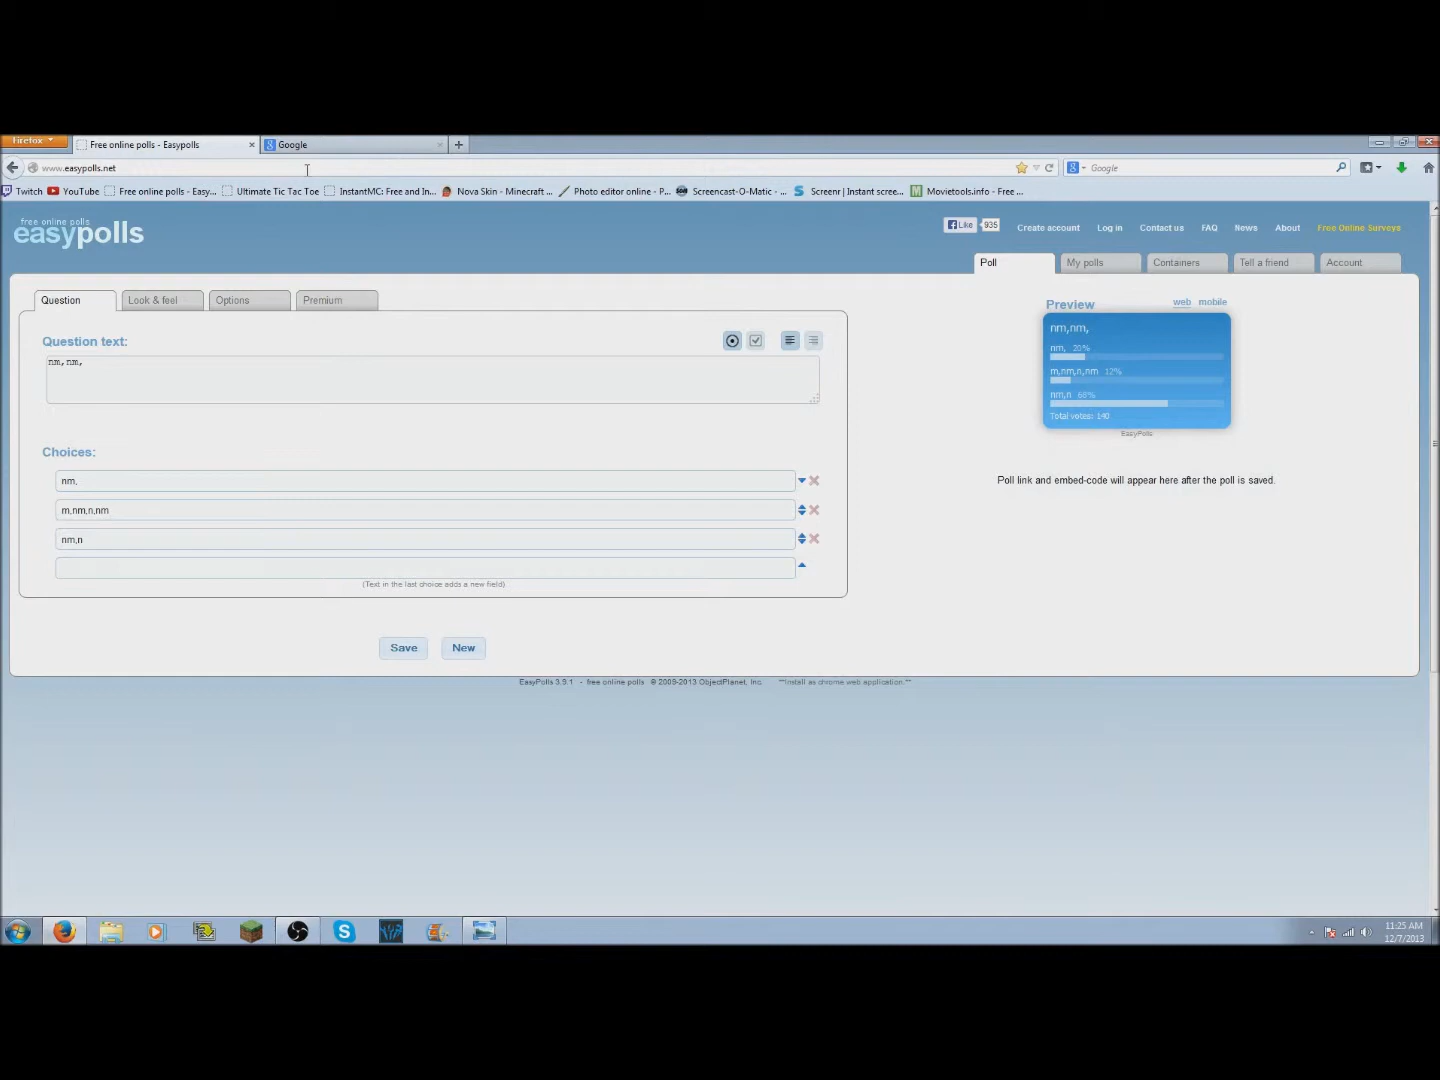 Firefox
Free online polls - Easypolls
Google
www.easypolls.net
Google
Twitch
YouTube
Free online polls - Easy...
Ultimate Tic Tac Toe
InstantMC: Free and In...
Nova Skin - Minecraft ...
Photo editor online - P...
Screencast-O-Matic - ...
Screenr | Instant scree...
Movietools.info - Free ...
free online polls
easypolls
Like
935
Create account
Log in
Contact us
FAQ
News
About
Free Online Surveys
Poll
My polls
Containers
Tell a friend
Account
Question
Look & feel
Options
Premium
Question text:
nm,nm,
Choices:
nm,
m,nm,n,nm
nm,n
(Text in the last choice adds a new field)
Save
New
Preview
web
mobile
nm,nm,
nm, 20%
m,nm,n,nm 12%
nm,n 68%
Total votes: 140
EasyPolls
Poll link and embed-code will appear here after the poll is saved.
EasyPolls 3.9.1 - free online polls © 2009-2013 ObjectPlanet, Inc. **Install as chrome web application.**
11:25 AM
12/7/2013